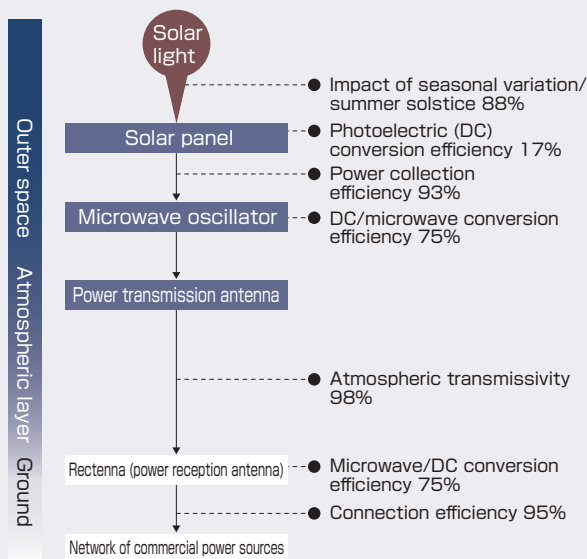 Solar
light
Impact of seasonal variation/
summer solstice 88%
Solar panel
Photoelectric (DC)
conversion efficiency 17%
Power collection
efficiency 93%
Microwave oscillator
DC/microwave conversion
efficiency 75%
Power transmission antenna
Atmospheric transmissivity
98%
Rectenna (power reception antenna)
Microwave/DC conversion
efficiency 75%
Connection efficiency 95%
Network of commercial power sources
Outer space
Atmospheric layer
Ground